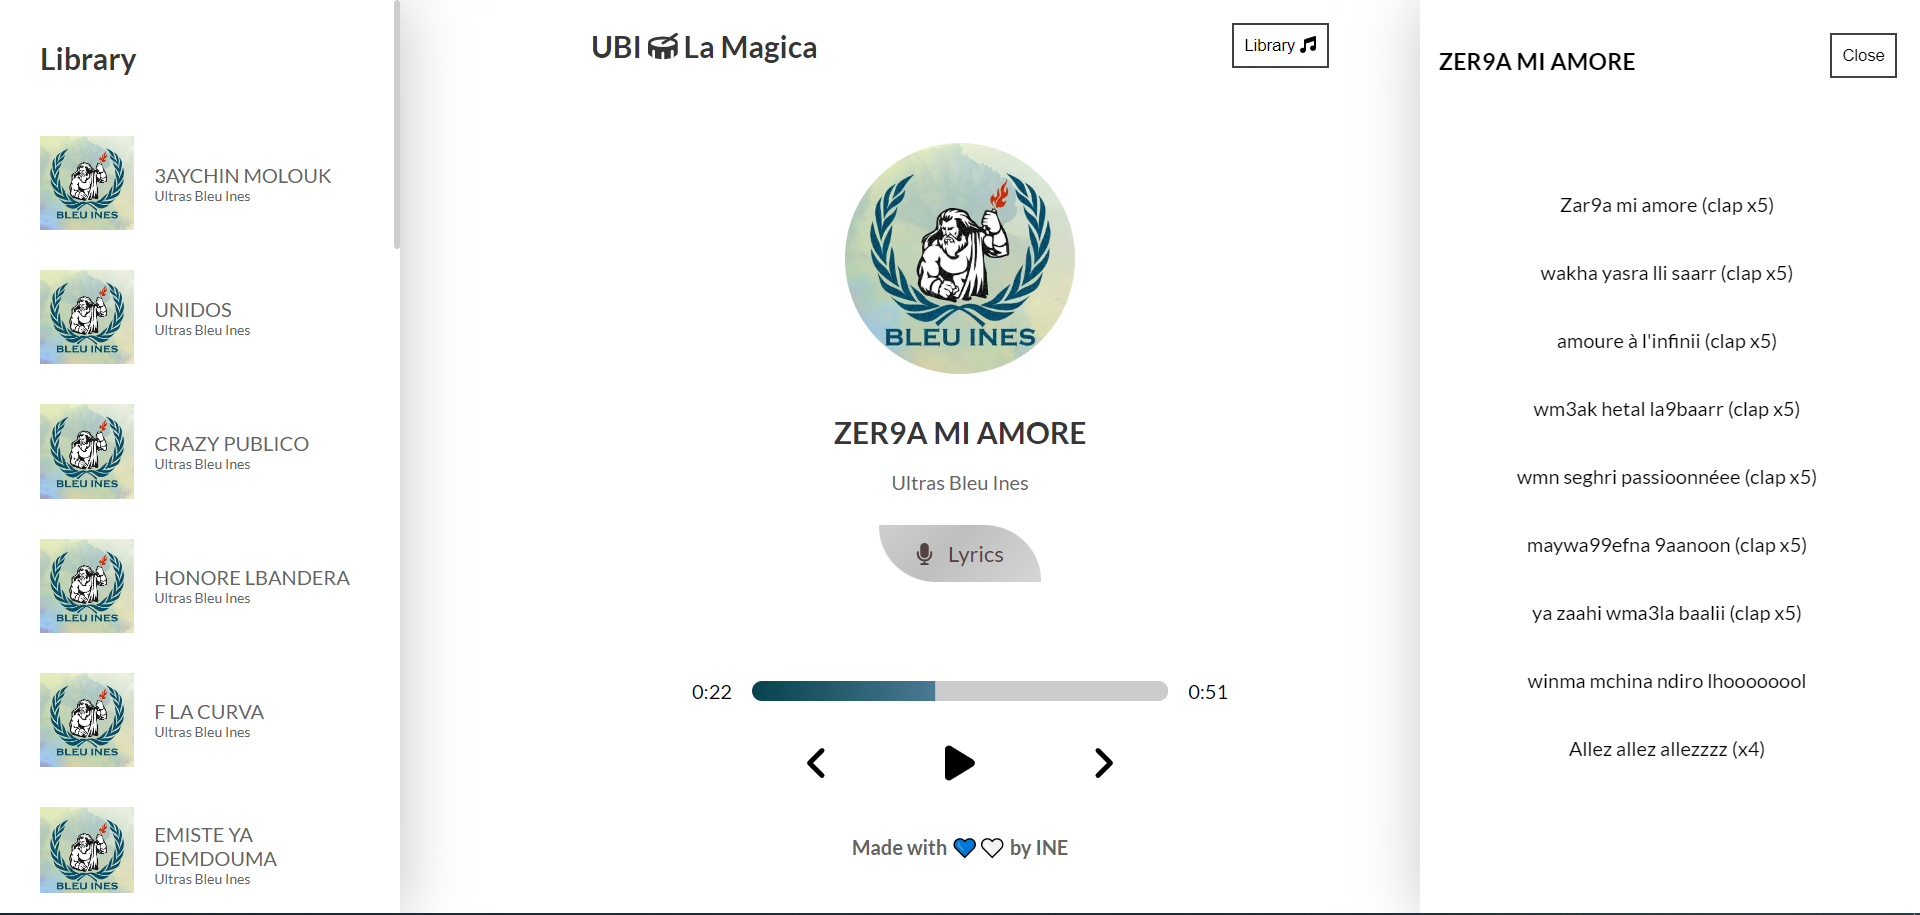 Library
BLEU INES
3AYCHIN MOLOUK
Ultras Bleu Ines
BLEU INES
UNIDOS
Ultras Bleu Ines
BLEU INES
CRAZY PUBLICO
Ultras Bleu Ines
BLEU INES
HONORE LBANDERA
Ultras Bleu Ines
BLEU INES
F LA CURVA
Ultras Bleu Ines
BLEU INES
EMISTE YA
DEMDOUMA
Ultras Bleu Ines
BLEU INES
UBI La Magica
Library
BLEU INES
ZER9A MI AMORE
Ultras Bleu Ines
Lyrics
0:22
0:51
Made with 💙🤍 by INE
ZER9A MI AMORE
Close
Zar9a mi amore (clap x5)
wakha yasra lli saarr (clap x5)
amoure à l'infinii (clap x5)
wm3ak hetal la9baarr (clap x5)
wmn seghri passioonnéee (clap x5)
maywa99efna 9aanoon (clap x5)
ya zaahi wma3la baalii (clap x5)
winma mchina ndiro lhoooooool
Allez allez allezzzz (x4)